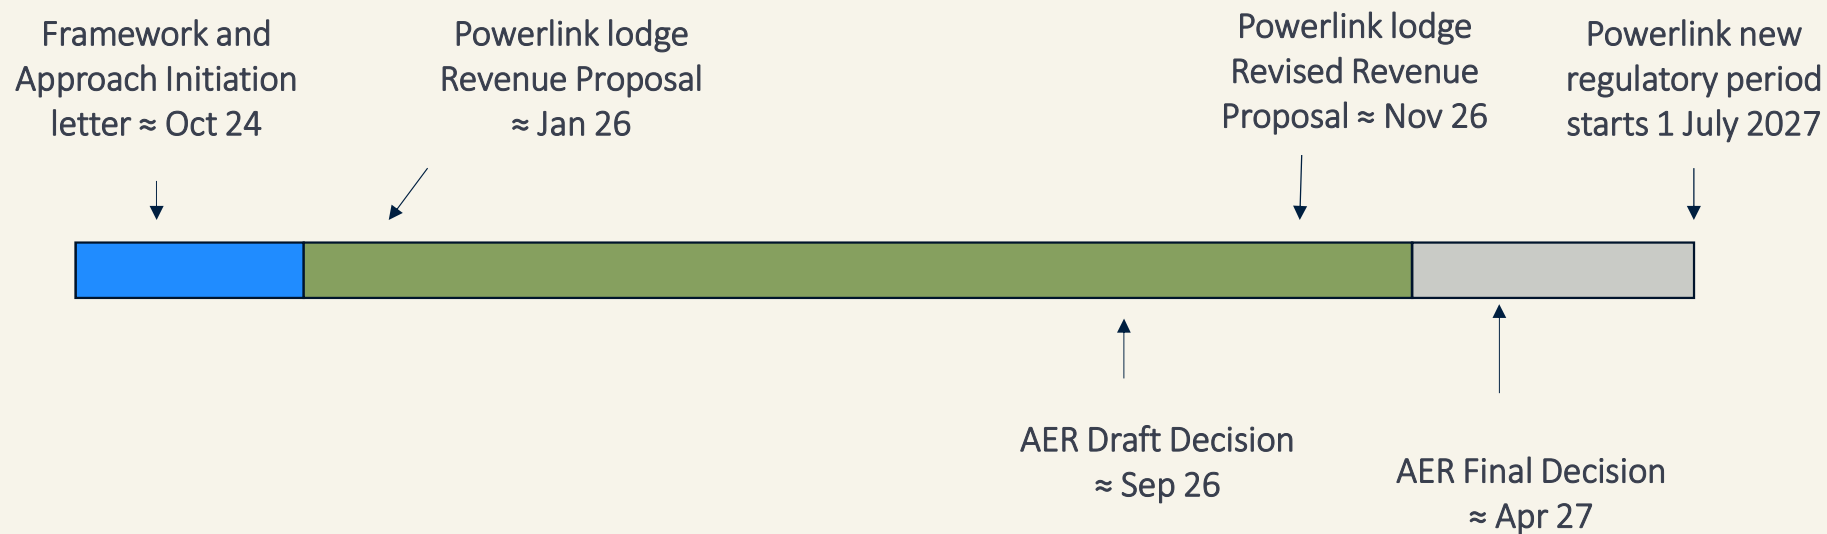 Framework and
Approach Initiation
letter ≈ Oct 24
Powerlink lodge
Revenue Proposal
≈ Jan 26
Powerlink lodge
Revised Revenue
Proposal ≈ Nov 26
Powerlink new
regulatory period
starts 1 July 2027
AER Draft Decision
≈ Sep 26
AER Final Decision
≈ Apr 27